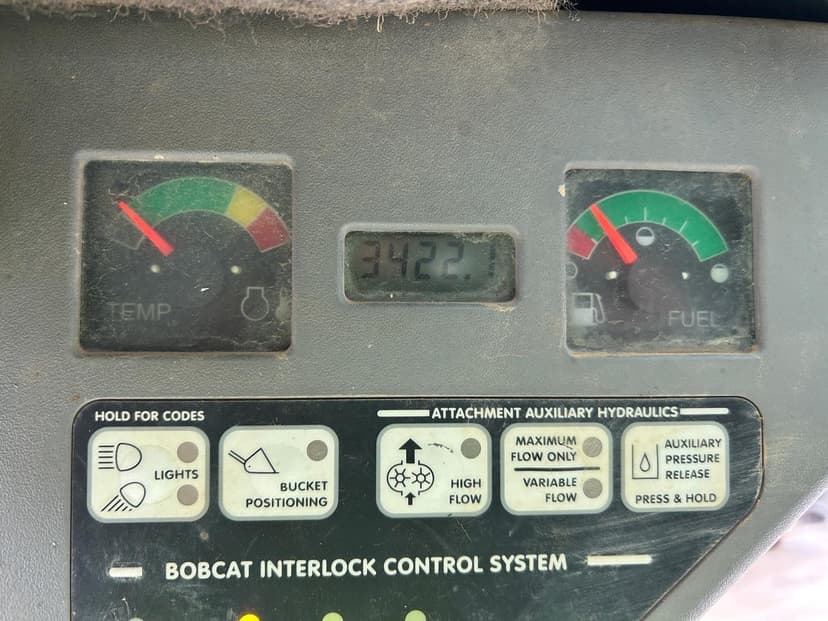 3422.1
TEMP
FUEL
HOLD FOR CODES
ATTACHMENT AUXILIARY HYDRAULICS
LIGHTS
BUCKET
POSITIONING
HIGH
FLOW
MAXIMUM
FLOW ONLY
VARIABLE
FLOW
AUXILIARY
PRESSURE
RELEASE
PRESS & HOLD
BOBCAT INTERLOCK CONTROL SYSTEM